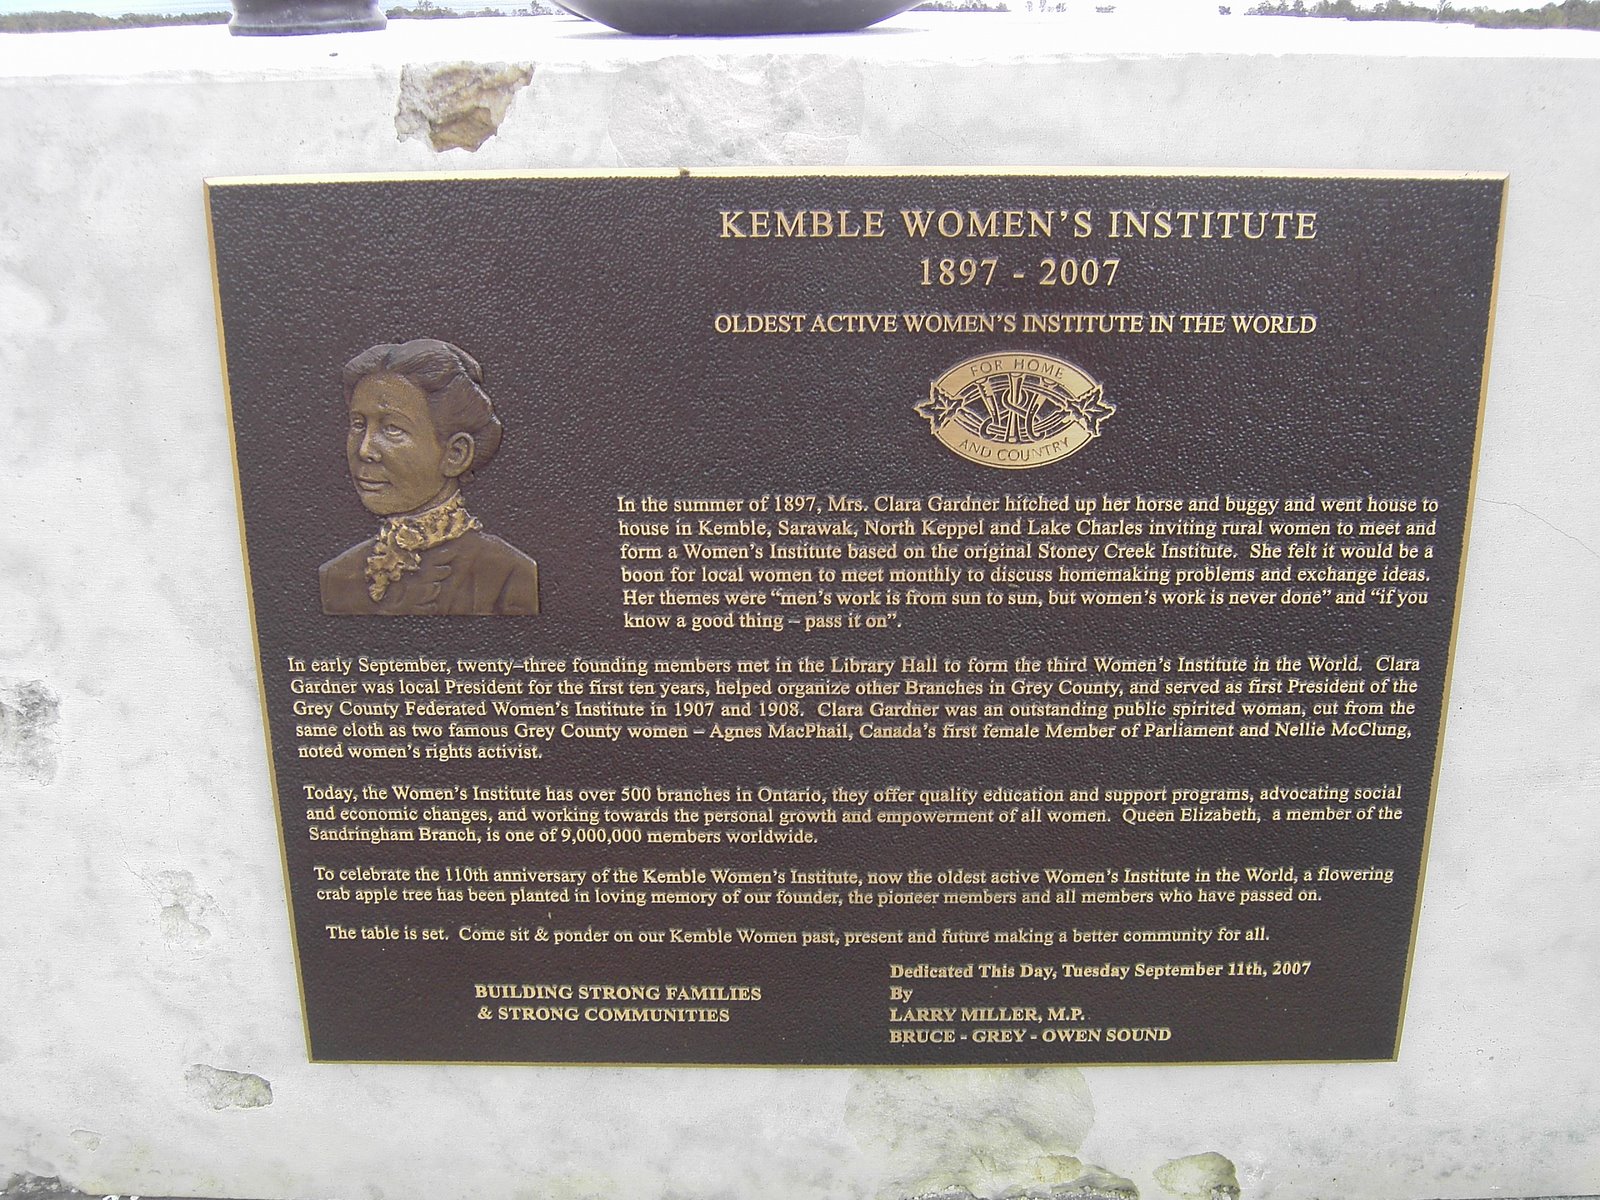 KEMBLE WOMEN'S INSTITUTE
1897 - 2007
OLDEST ACTIVE WOMEN'S INSTITUTE IN THE WORLD
FOR HOME
AND COUNTRY
In the summer of 1897, Mrs. Clara Gardner hitched up her horse and buggy and went house to
house in Kemble, Sarawak, North Keppel and Lake Charles inviting rural women to meet and
form a Women's Institute based on the original Stoney Creek Institute. She felt it would be a
boon for local women to meet monthly to discuss homemaking problems and exchange ideas.
Her themes were "men's work is from sun to sun, but women's work is never done" and "if you
know a good thing – pass it on".
In early September, twenty–three founding members met in the Library Hall to form the third Women's Institute in the World. Clara
Gardner was local President for the first ten years, helped organize other Branches in Grey County, and served as first President of the
Grey County Federated Women's Institute in 1907 and 1908. Clara Gardner was an outstanding public spirited woman, cut from the
same cloth as two famous Grey County women – Agnes MacPhail, Canada's first female Member of Parliament and Nellie McClung,
noted women's rights activist.
Today, the Women's Institute has over 500 branches in Ontario, they offer quality education and support programs, advocating social
and economic changes, and working towards the personal growth and empowerment of all women. Queen Elizabeth, a member of the
Sandringham Branch, is one of 9,000,000 members worldwide.
To celebrate the 110th anniversary of the Kemble Women's Institute, now the oldest active Women's Institute in the World, a flowering
crab apple tree has been planted in loving memory of our founder, the pioneer members and all members who have passed on.
The table is set. Come sit & ponder on our Kemble Women past, present and future making a better community for all.
BUILDING STRONG FAMILIES
& STRONG COMMUNITIES
Dedicated This Day, Tuesday September 11th, 2007
By
LARRY MILLER, M.P.
BRUCE - GREY - OWEN SOUND